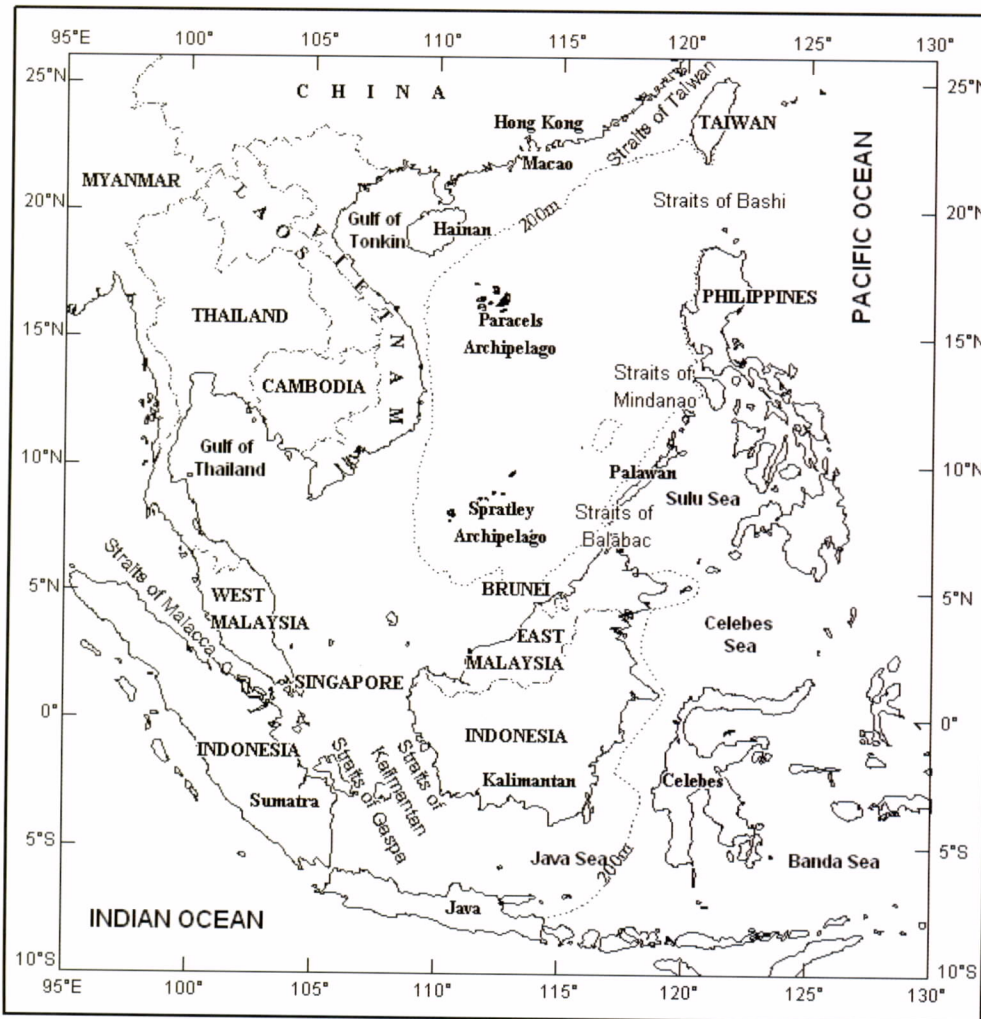 95°E 100° 105° 110° 115° 120° 125° 130°
25°N
CHINA
Straits of Taiwan
25°N
Hong Kong
TAIWAN
Macao
MYANMAR
LAOS
VIETNAM
Gulf of
Tonkin
Hainan
200m
Straits of Bashi
PACIFIC OCEAN
20°N
20°N
PHILIPPINES
THAILAND
Paracels
Archipelago
15°N
15°N
CAMBODIA
Straits of
Mindanao
Gulf of
Thailand
10°N
10°N
Palawan
Sulu Sea
Spratley
Archipelago
Straits of
Balabac
Straits of Malacca
5°N
5°N
WEST
MALAYSIA
BRUNEI
EAST
MALAYSIA
Celebes
Sea
SINGAPORE
0°
0°
INDONESIA
Sumatra
Straits of
Gaspa
Straits of
Kalimantan
INDONESIA
Kalimantan
Celebes
5°S
5°S
Java Sea
200m
Banda Sea
INDIAN OCEAN
Java
10°S
10°S
95°E 100° 105° 110° 115° 120° 125° 130°